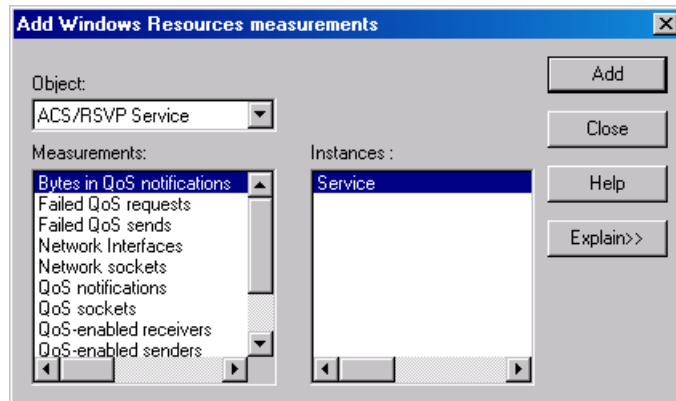 Add Windows Resources measurements
Object:
ACS/RSVP Service
Measurements:
Bytes in QoS notifications
Failed QoS requests
Failed QoS sends
Network Interfaces
Network sockets
QoS notifications
QoS sockets
QoS-enabled receivers
QoS-enabled senders
Instances :
Service
Add
Close
Help
Explain>>